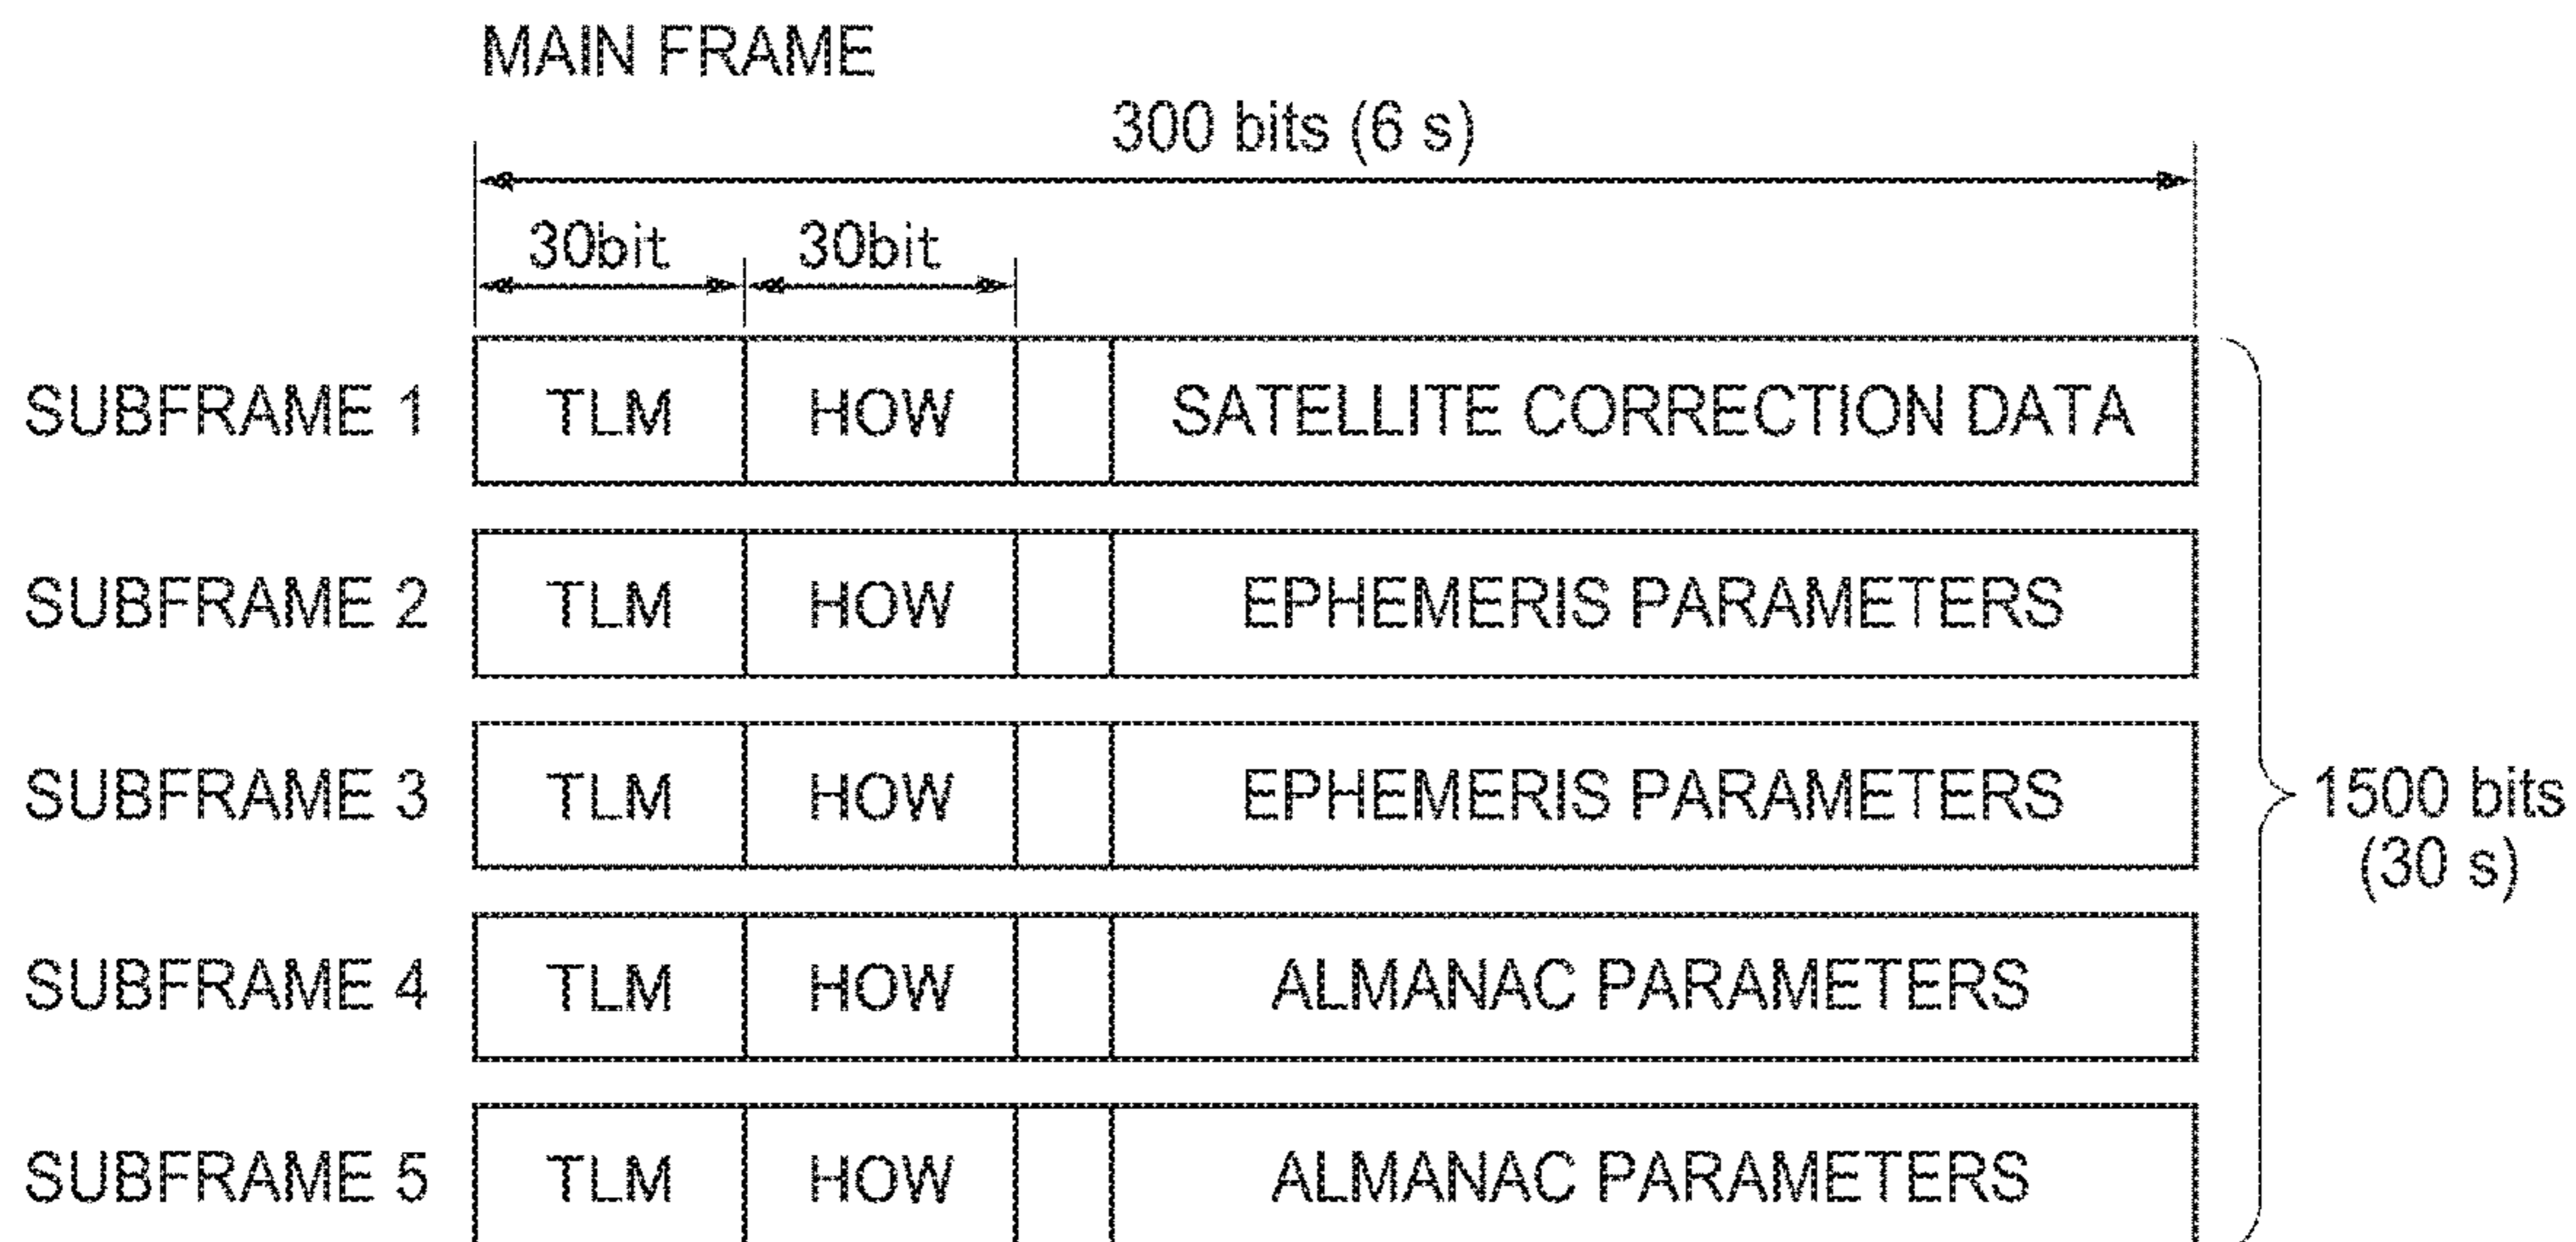 MAIN FRAME
300 bits (6 s)
30bit 30bit
SUBFRAME 1 TLM HOW SATELLITE CORRECTION DATA
SUBFRAME 2 TLM HOW EPHEMERIS PARAMETERS
SUBFRAME 3 TLM HOW EPHEMERIS PARAMETERS
1500 bits
(30 s)
SUBFRAME 4 TLM HOW ALMANAC PARAMETERS
SUBFRAME 5 TLM HOW ALMANAC PARAMETERS